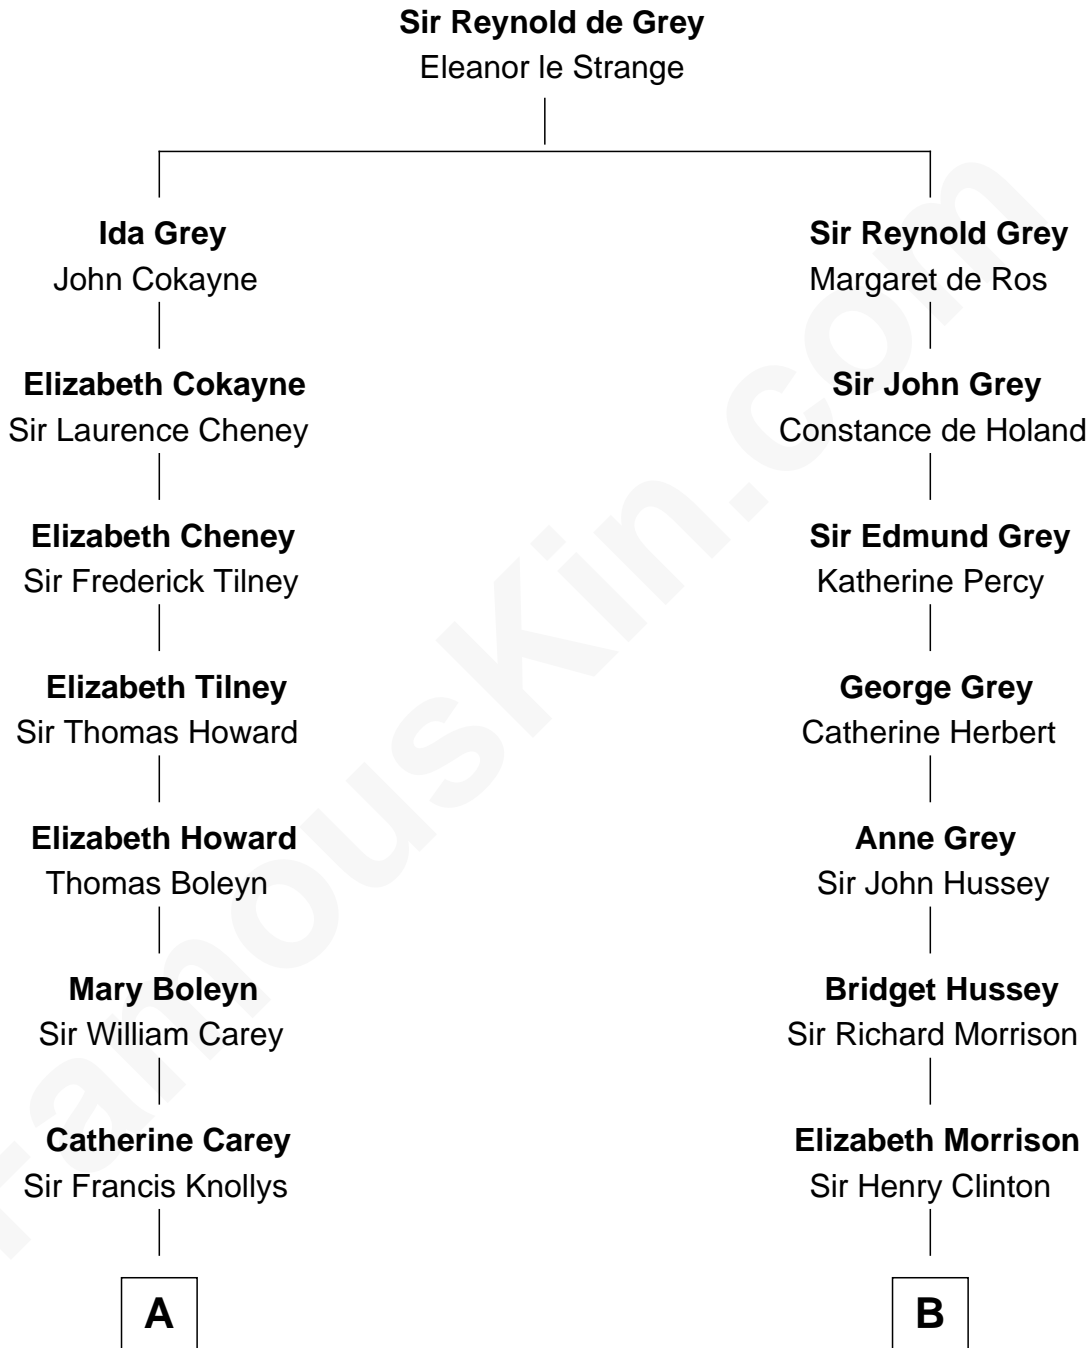 Sir Reynold de Grey
Eleanor le Strange
Ida Grey
John Cokayne
Sir Reynold Grey
Margaret de Ros
Elizabeth Cokayne
Sir Laurence Cheney
Sir John Grey
Constance de Holand
Elizabeth Cheney
Sir Frederick Tilney
Sir Edmund Grey
Katherine Percy
Elizabeth Tilney
Sir Thomas Howard
George Grey
Catherine Herbert
Elizabeth Howard
Thomas Boleyn
Anne Grey
Sir John Hussey
Mary Boleyn
Sir William Carey
Bridget Hussey
Sir Richard Morrison
Catherine Carey
Sir Francis Knollys
Elizabeth Morrison
Sir Henry Clinton
A
B
FamousKin.com